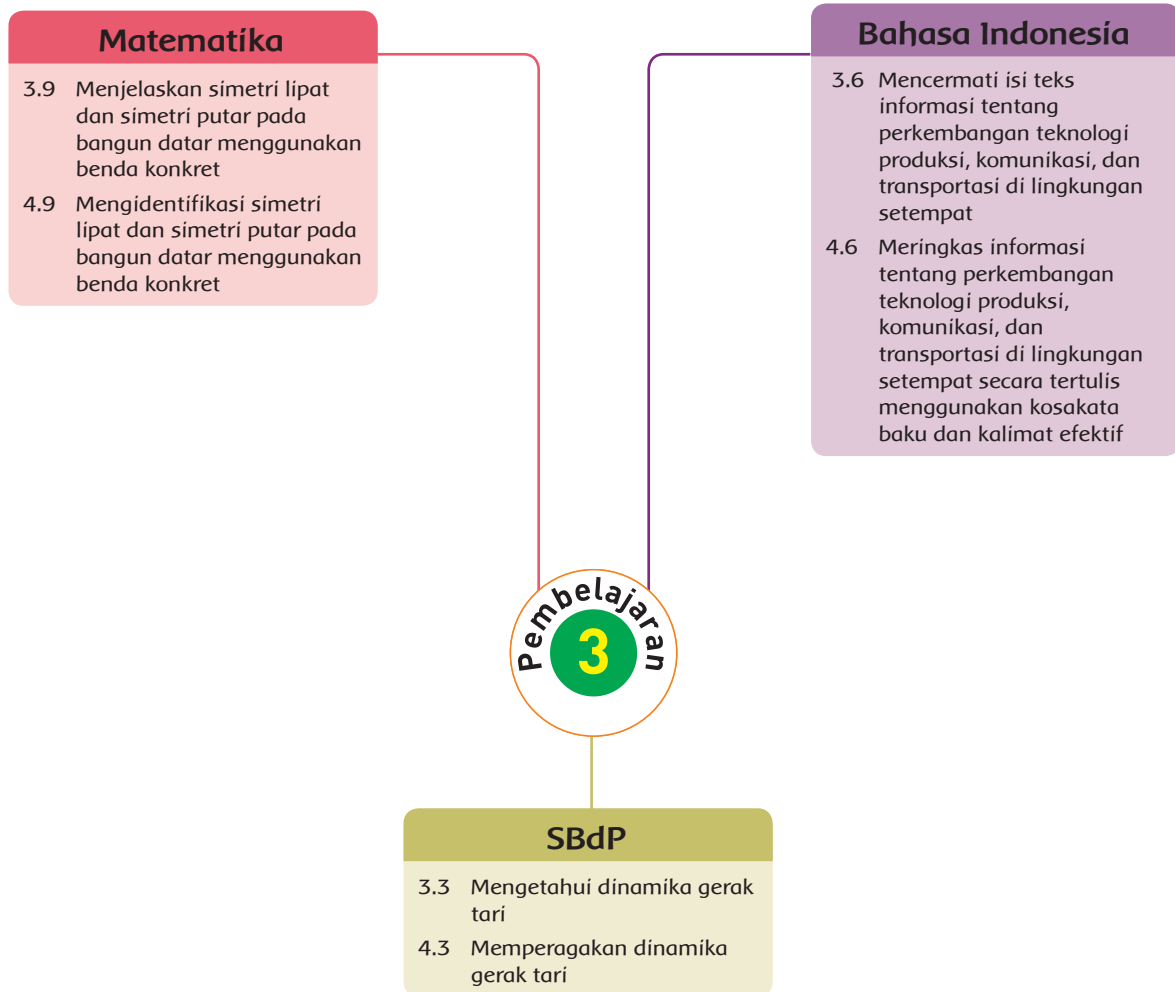 Matematika
3.9 Menjelaskan simetri lipat
dan simetri putar pada
bangun datar menggunakan
benda konkret
4.9 Mengidentifikasi simetri
lipat dan simetri putar pada
bangun datar menggunakan
benda konkret
Bahasa Indonesia
3.6 Mencermati isi teks
informasi tentang
perkembangan teknologi
produksi, komunikasi, dan
transportasi di lingkungan
setempat
4.6 Meringkas informasi
tentang perkembangan
teknologi produksi,
komunikasi, dan
transportasi di lingkungan
setempat secara tertulis
menggunakan kosakata
baku dan kalimat efektif
Pembelajaran
3
SBdP
3.3 Mengetahui dinamika gerak
tari
4.3 Memperagakan dinamika
gerak tari